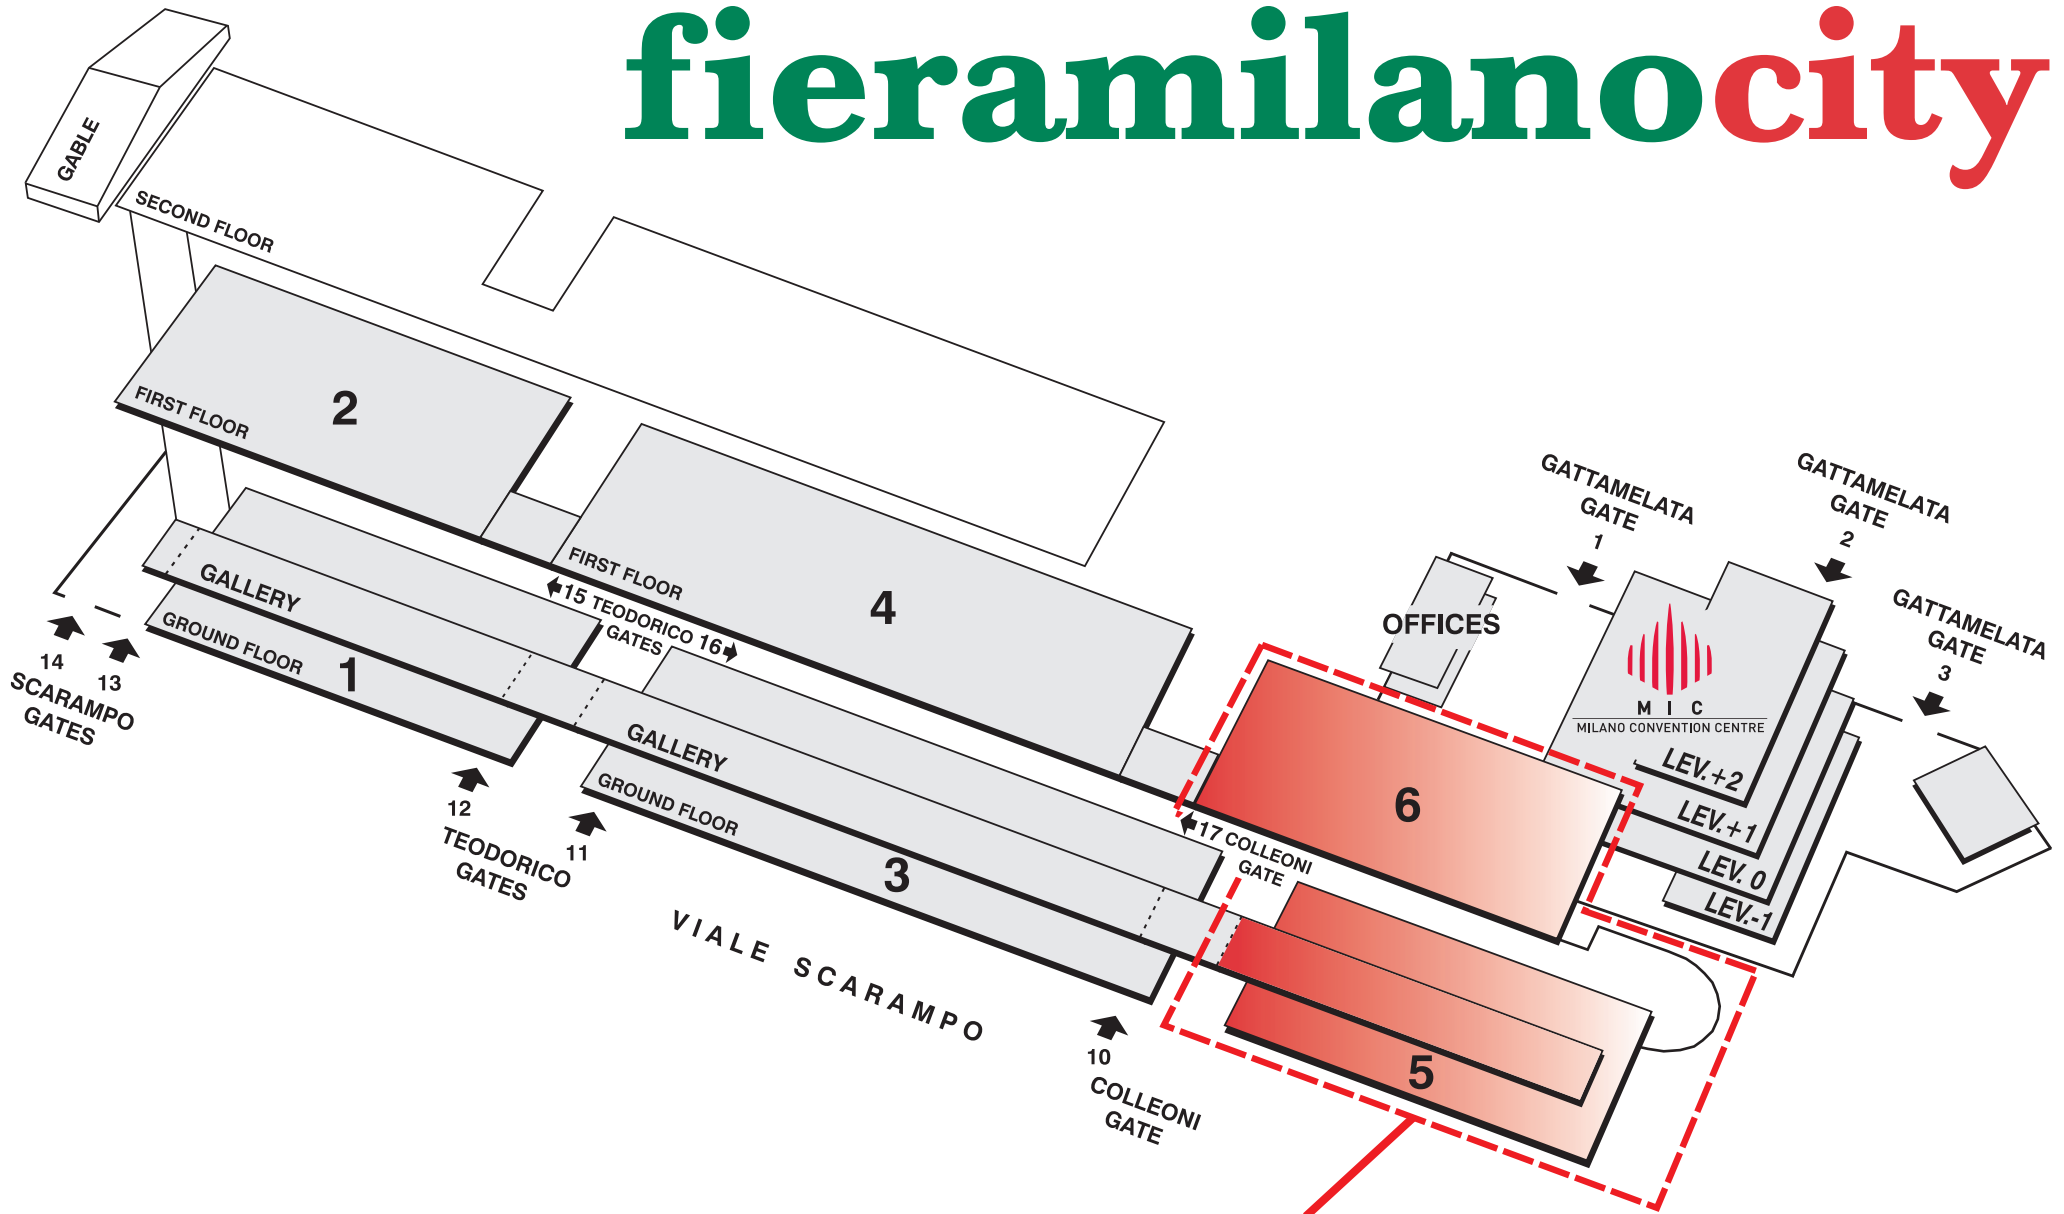 fieramilanocity
GABLE
SECOND FLOOR
2
FIRST FLOOR
4
FIRST FLOOR
GALLERY
GROUND FLOOR
1
15 TEODORICO 16
GATES
14
13
SCARAMPO
GATES
GALLERY
GROUND FLOOR
3
12
11
TEODORICO
GATES
VIALE SCARAMPO
GATTAMELATA
GATE
1
GATTAMELATA
GATE
2
GATTAMELATA
GATE
3
OFFICES
MIC
MILANO CONVENTION CENTRE
LEV.+2
LEV.+1
LEV. 0
LEV.-1
6
17 COLLEONI
GATE
5
10
COLLEONI
GATE